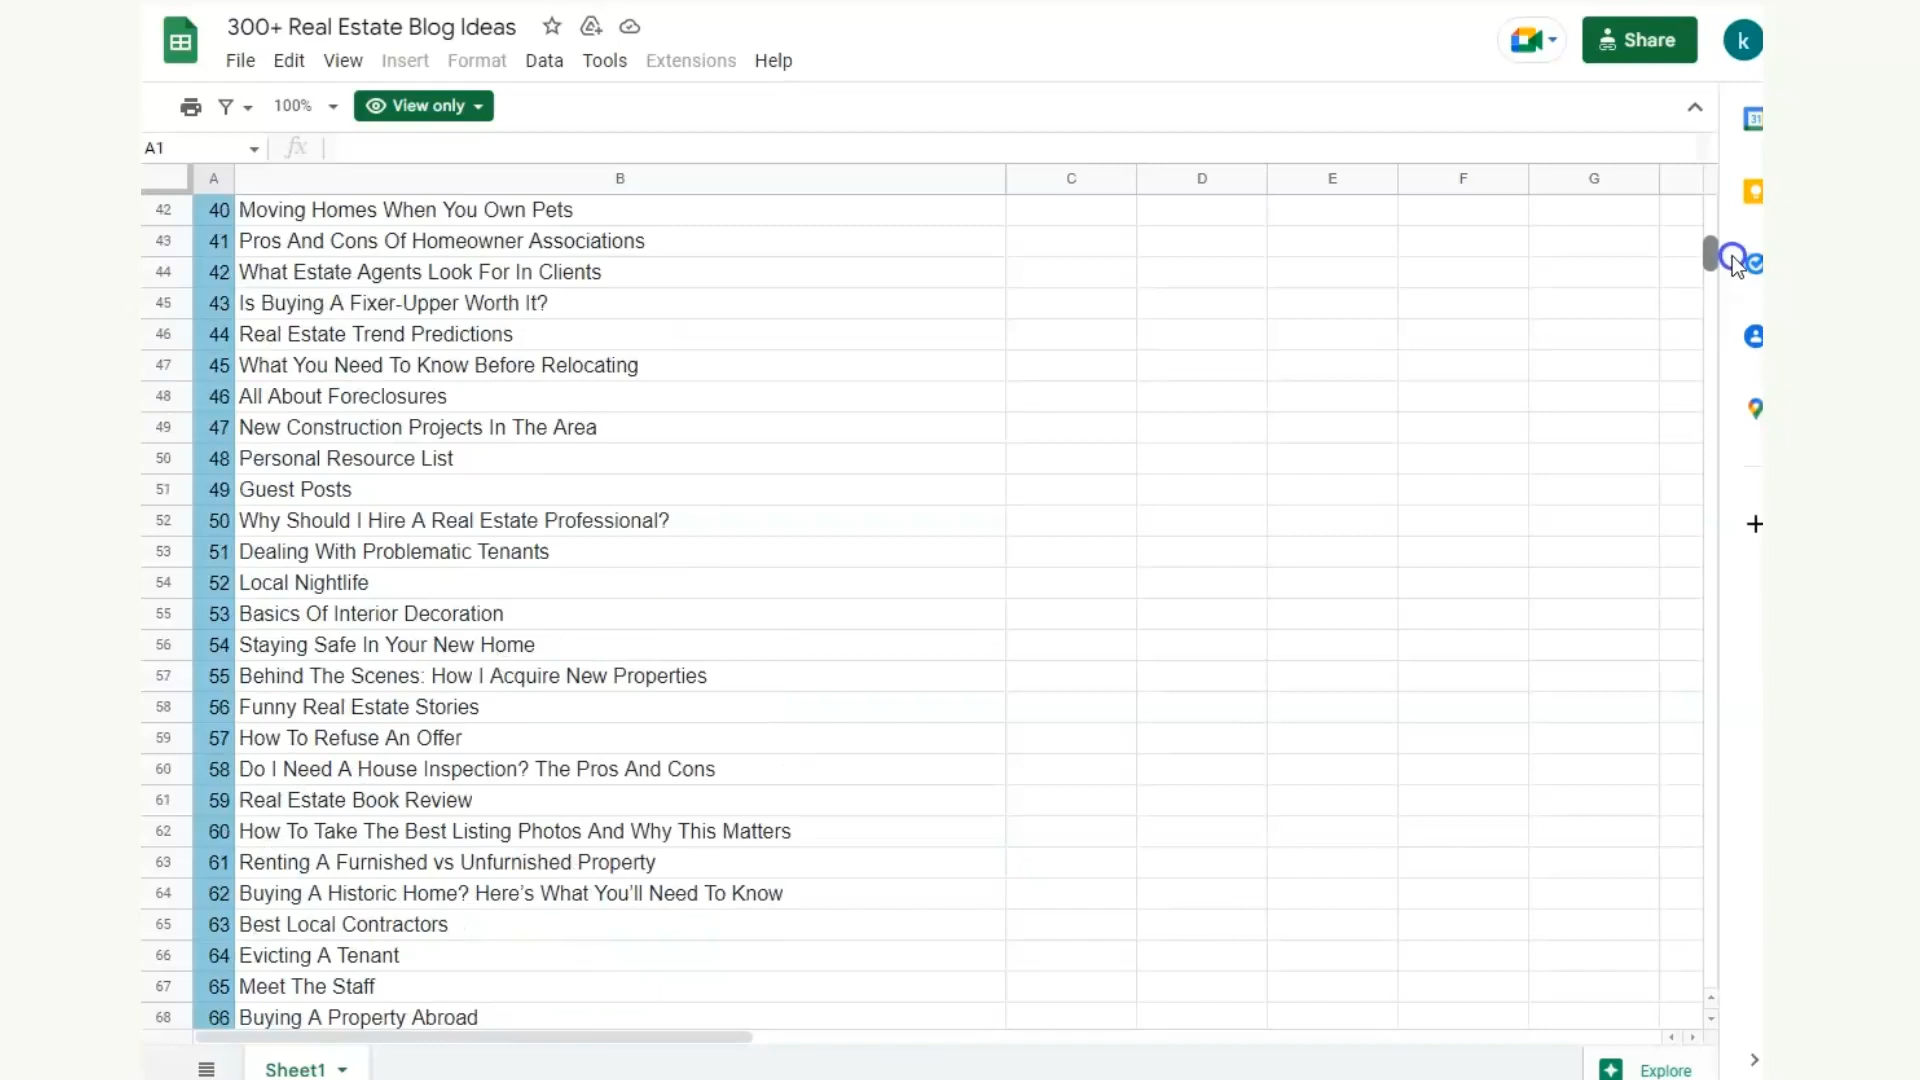 300+ Real Estate Blog Ideas
File Edit View Insert Format Data Tools Extensions Help
Share
k
100% View only
31
A1 fx
A B C D E F G
42 40 Moving Homes When You Own Pets
43 41 Pros And Cons Of Homeowner Associations
44 42 What Estate Agents Look For In Clients
45 43 Is Buying A Fixer-Upper Worth It?
46 44 Real Estate Trend Predictions
47 45 What You Need To Know Before Relocating
48 46 All About Foreclosures
49 47 New Construction Projects In The Area
50 48 Personal Resource List
51 49 Guest Posts
52 50 Why Should I Hire A Real Estate Professional?
53 51 Dealing With Problematic Tenants
54 52 Local Nightlife
55 53 Basics Of Interior Decoration
56 54 Staying Safe In Your New Home
57 55 Behind The Scenes: How I Acquire New Properties
58 56 Funny Real Estate Stories
59 57 How To Refuse An Offer
60 58 Do I Need A House Inspection? The Pros And Cons
61 59 Real Estate Book Review
62 60 How To Take The Best Listing Photos And Why This Matters
63 61 Renting A Furnished vs Unfurnished Property
64 62 Buying A Historic Home? Here’s What You’ll Need To Know
65 63 Best Local Contractors
66 64 Evicting A Tenant
67 65 Meet The Staff
68 66 Buying A Property Abroad
Sheet1
Explore